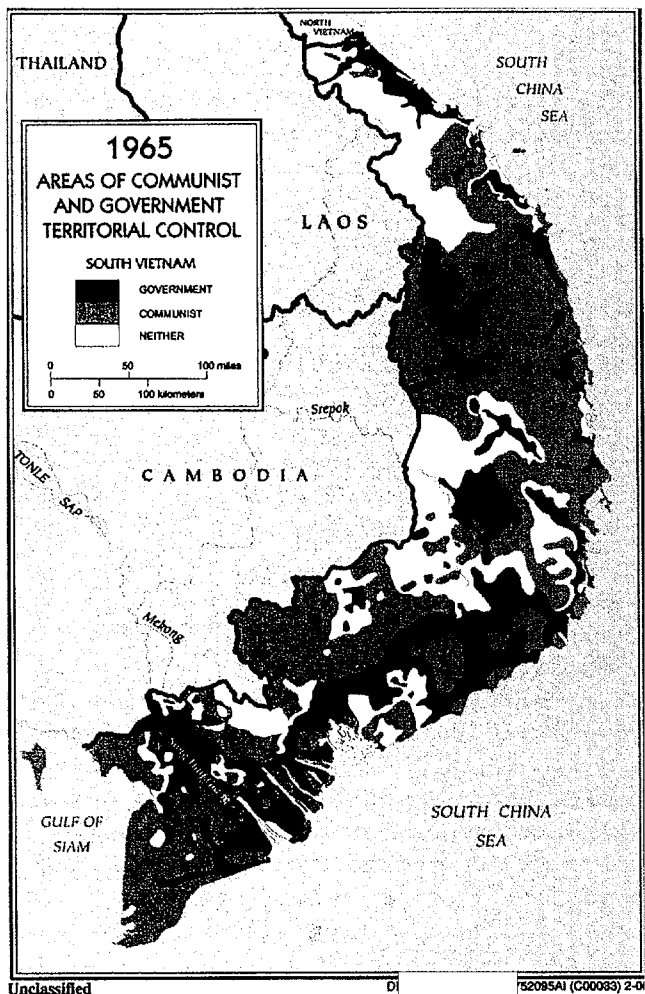 NORTH
VIETNAM
THAILAND
SOUTH
CHINA
SEA
1965
AREAS OF COMMUNIST
AND GOVERNMENT
TERRITORIAL CONTROL
SOUTH VIETNAM
GOVERNMENT
COMMUNIST
NEITHER
0 50 100 miles
0 50 100 kilometers
LAOS
Srepok
CAMBODIA
TONLE
SAP
Mekong
GULF OF
SIAM
SOUTH CHINA
SEA
Unclassified
752095AI (C00033) 2-0